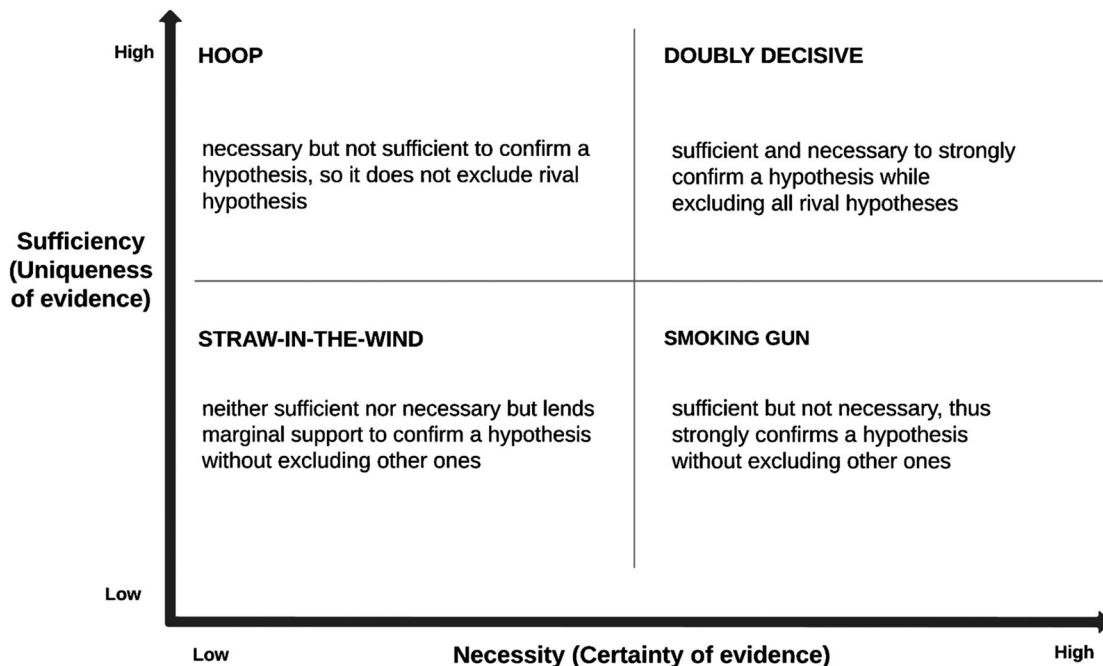 High
HOOP
DOUBLY DECISIVE
necessary but not sufficient to confirm a
hypothesis, so it does not exclude rival
hypothesis
sufficient and necessary to strongly
confirm a hypothesis while
excluding all rival hypotheses
Sufficiency
(Uniqueness
of evidence)
STRAW-IN-THE-WIND
SMOKING GUN
neither sufficient nor necessary but lends
marginal support to confirm a hypothesis
without excluding other ones
sufficient but not necessary, thus
strongly confirms a hypothesis
without excluding other ones
Low
Low
Necessity (Certainty of evidence)
High